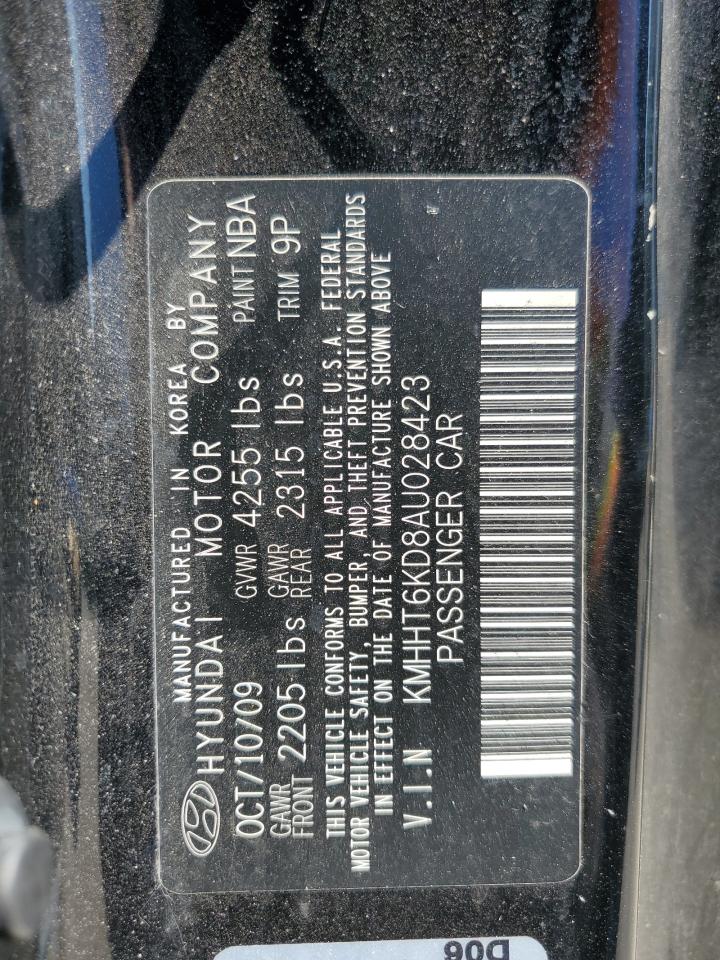 MANUFACTURED IN KOREA BY
HYUNDAI MOTOR COMPANY
OCT/10/09 GVWR 4255 lbs PAINT NBA
GAWR FRONT 2205 lbs GAWR REAR 2315 lbs TRIM 9P
THIS VEHICLE CONFORMS TO ALL APPLICABLE U.S.A. FEDERAL
MOTOR VEHICLE SAFETY, BUMPER, AND THEFT PREVENTION STANDARDS
IN EFFECT ON THE DATE OF MANUFACTURE SHOWN ABOVE
V.I.N KMHHT6KD8AU028423
PASSENGER CAR
D06